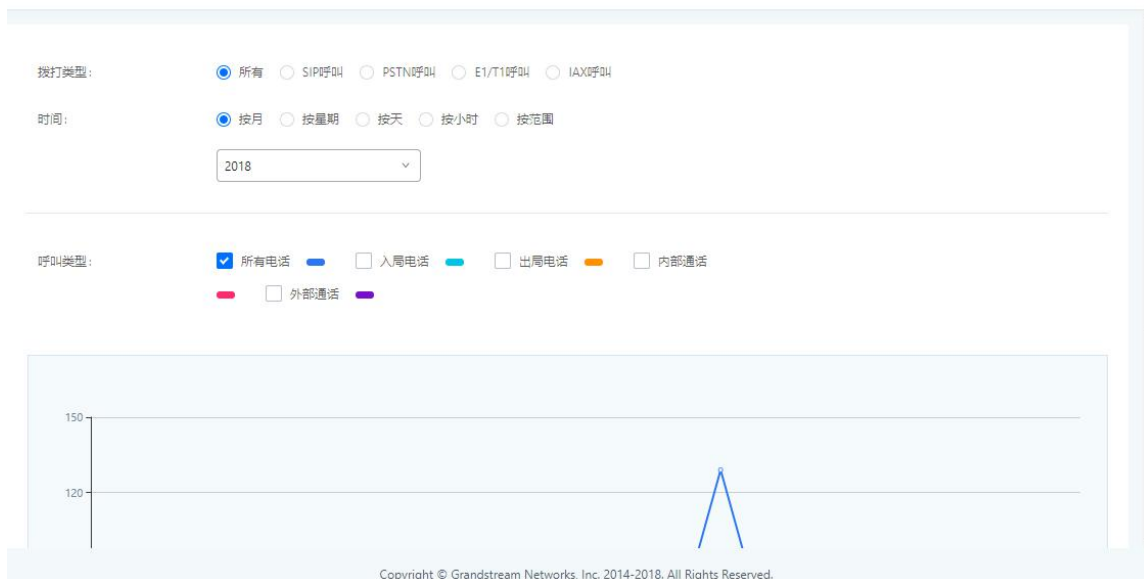 拨打类型: 所有 SIP呼叫 PSTN呼叫 E1/T1呼叫 IAX呼叫
时间: 按月 按星期 按天 按小时 按范围
2018
呼叫类型: 所有电话 入局电话 出局电话 内部通话
外部通话
150
120
Copyright © Grandstream Networks, Inc. 2014-2018. All Rights Reserved.